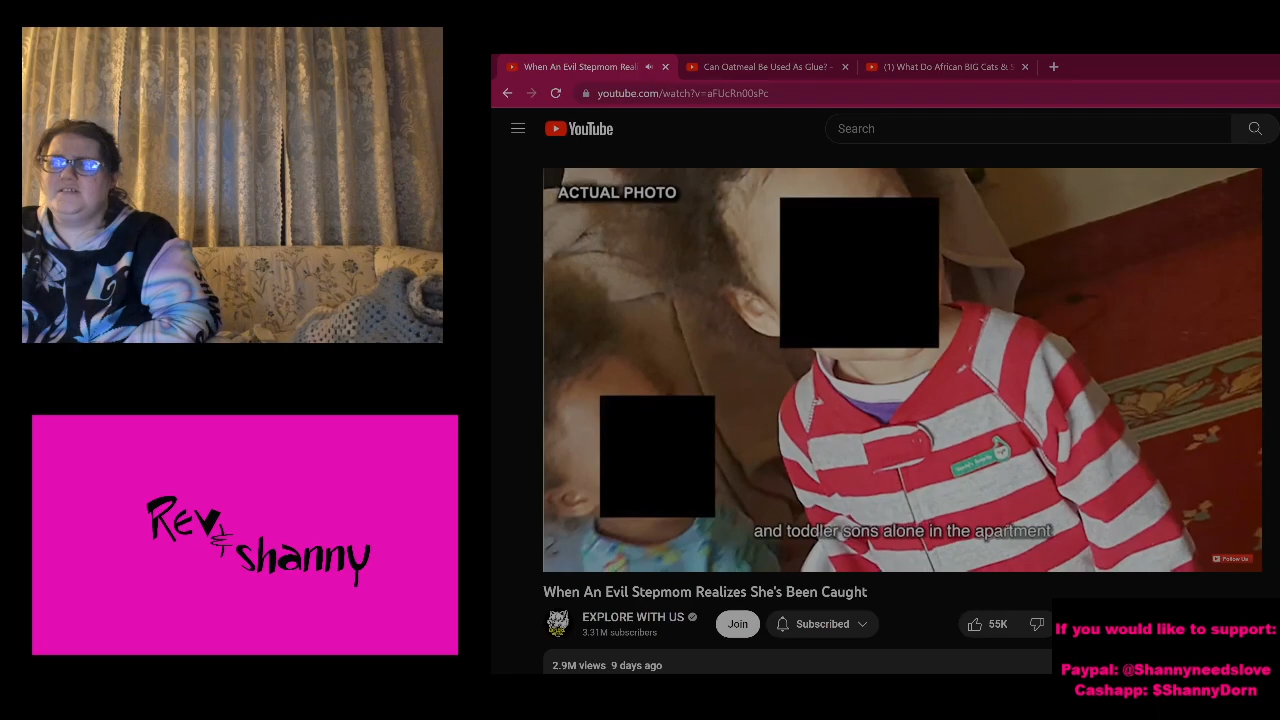 When An Evil Stepmom Reali
Can Oatmeal Be Used As Glue? -
(1) What Do African BIG Cats & S
youtube.com/watch?v=aFUcRn00sPc
YouTube
Search
ACTUAL PHOTO
and toddler sons alone in the apartment
Follow Us
When An Evil Stepmom Realizes She's Been Caught
EXPLORE WITH US
3.31M subscribers
Join
Subscribed
55K
2.9M views 9 days ago
Rev
&
Shanny
If you would like to support:
Paypal: @Shannyneedslove
Cashapp: $ShannyDorn